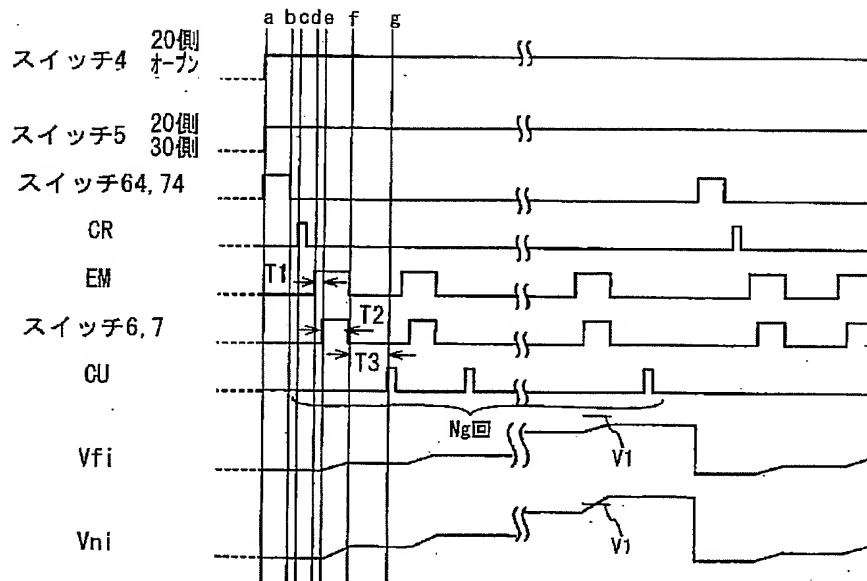 a b c d e f g
スイッチ4 20側
オープン
スイッチ5 20側
30側
スイッチ64,74
CR
EM
T1
スイッチ6,7
T2
T3
CU
Ng回
Vfi
V1
Vni
V1